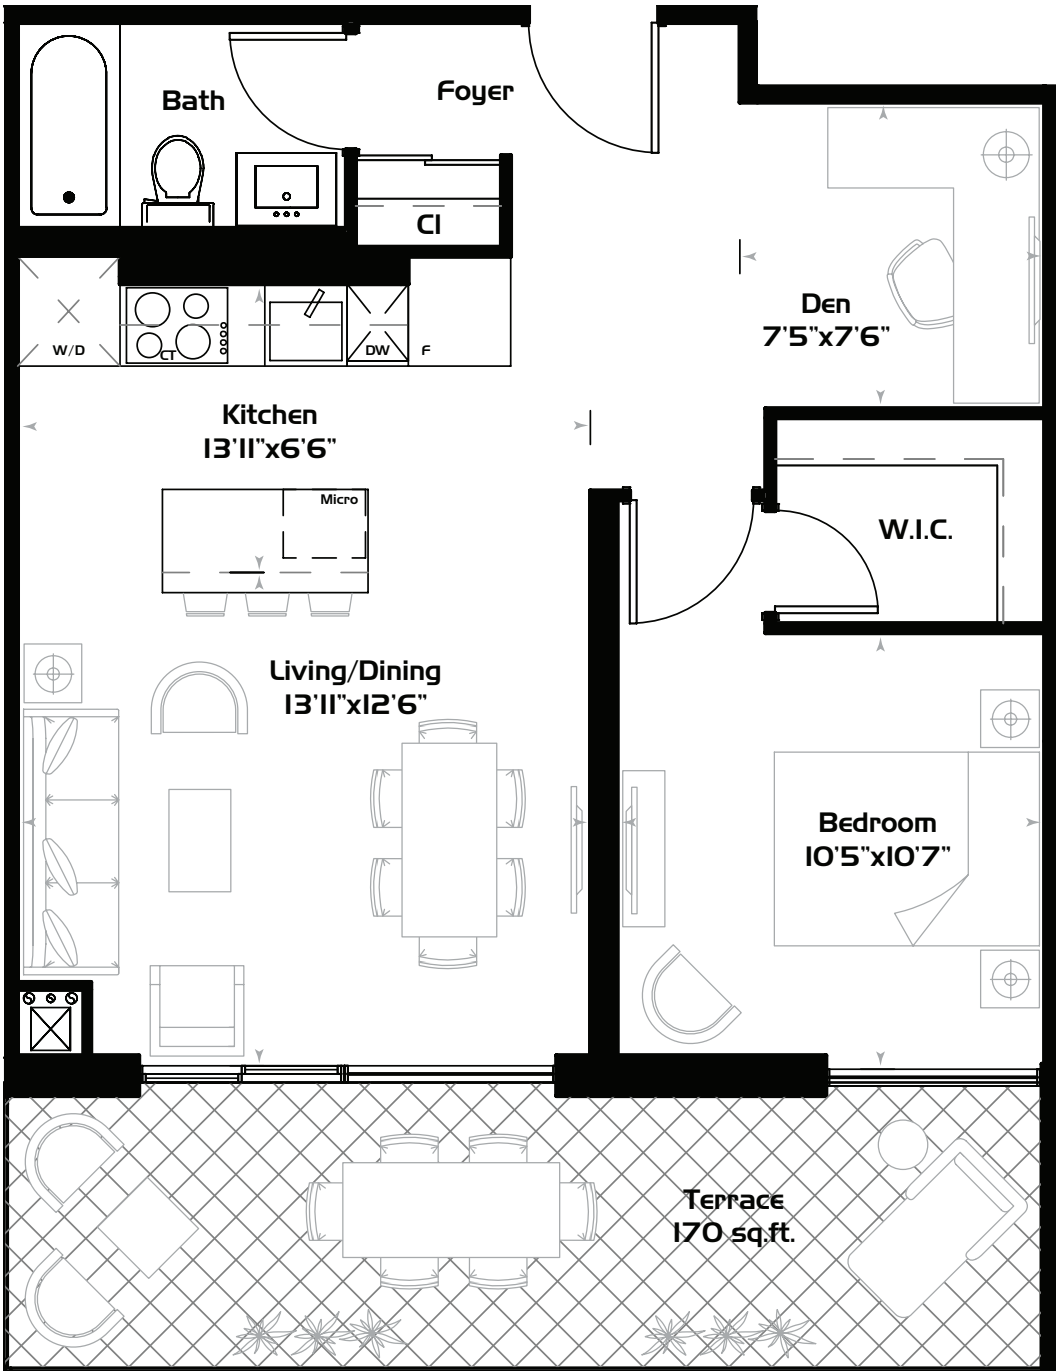 Foyer
Bath
Cl
Den
7'5"x7'6"
W/D
CT
DW
F
Kitchen
13'11"x6'6"
Micro
W.I.C.
Living/Dining
13'11"x12'6"
Bedroom
10'5"x10'7"
Terrace
170 sq.ft.